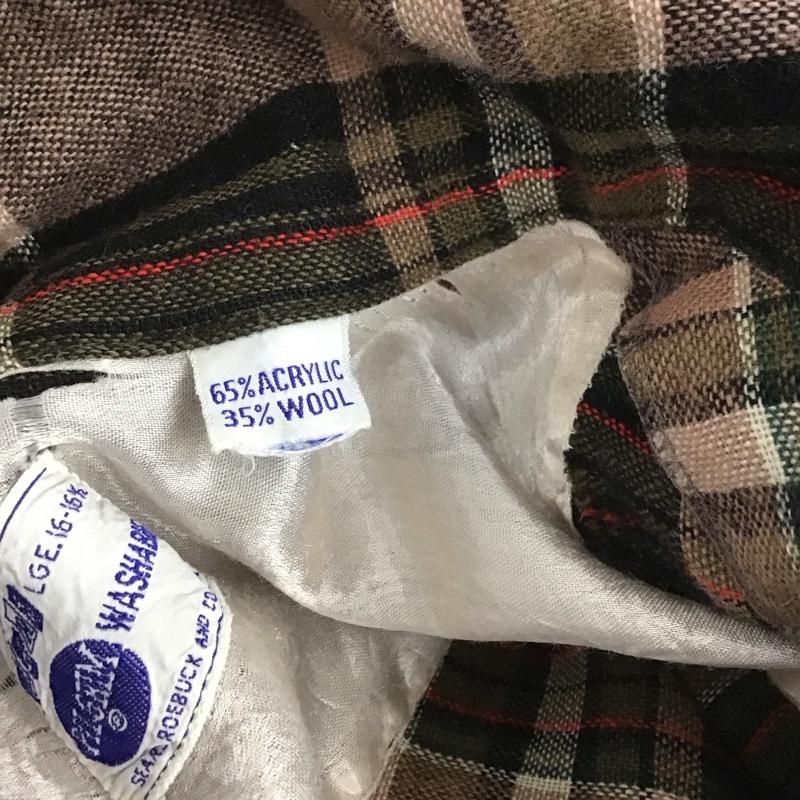 65% ACRYLIC
35% WOOL
LGE. 16-16½
WASHABLE
©
SEARS, ROEBUCK AND CO